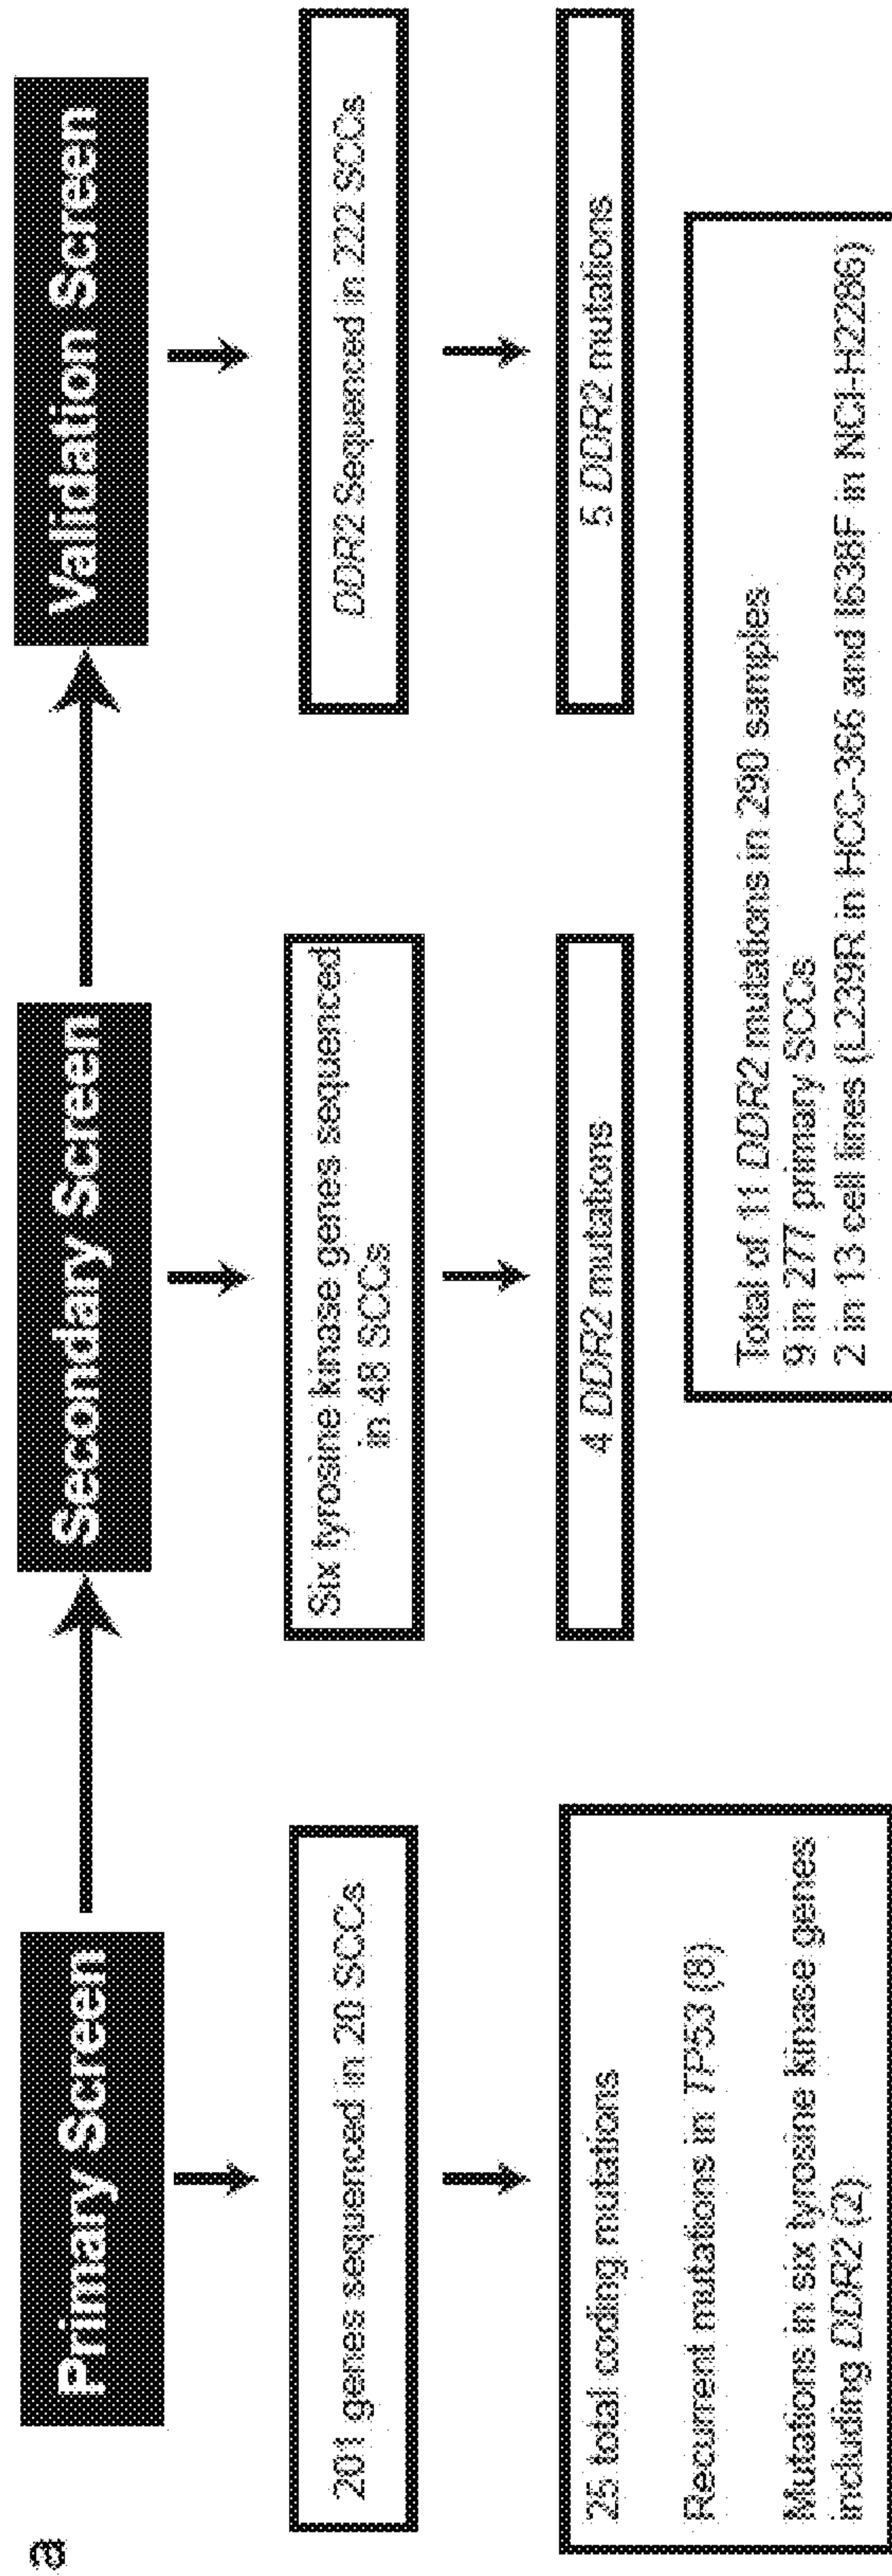 a
Primary Screen
Secondary Screen
Validation Screen
201 genes sequenced in 20 SCCs
Six tyrosine kinase genes sequenced
in 48 SCCs
DDR2 Sequenced in 222 SCCs
25 total coding mutations
Recurrent mutations in TP53 (8)
Mutations in six tyrosine kinase genes
including DDR2 (2)
4 DDR2 mutations
5 DDR2 mutations
Total of 11 DDR2 mutations in 290 samples
9 in 277 primary SCCs
2 in 13 cell lines (L239R in HCC-366 and I638F in NCI-H2286)